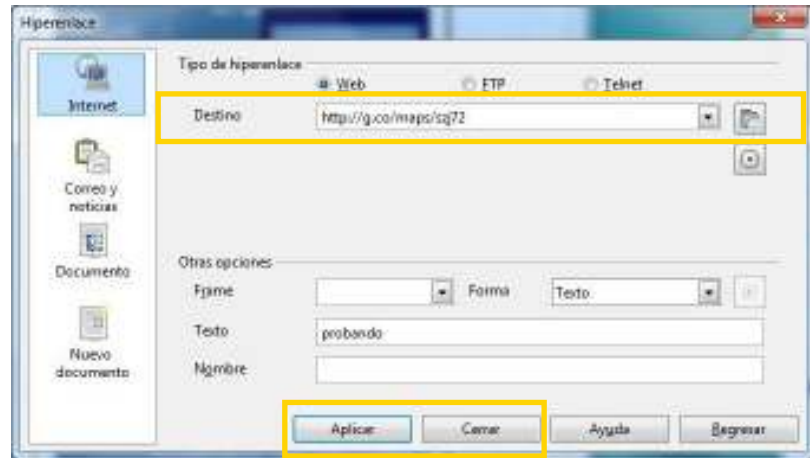 Hiperenlace
Internet
Correo y
noticias
Documento
Nuevo
documento
Tipo de hiperenlace
Web FTP Telnet
Destino http://g.co/maps/szj72
Otras opciones
Frame Forma Texto
Texto probando
Nombre
Aplicar Cerrar Ayuda Regresar